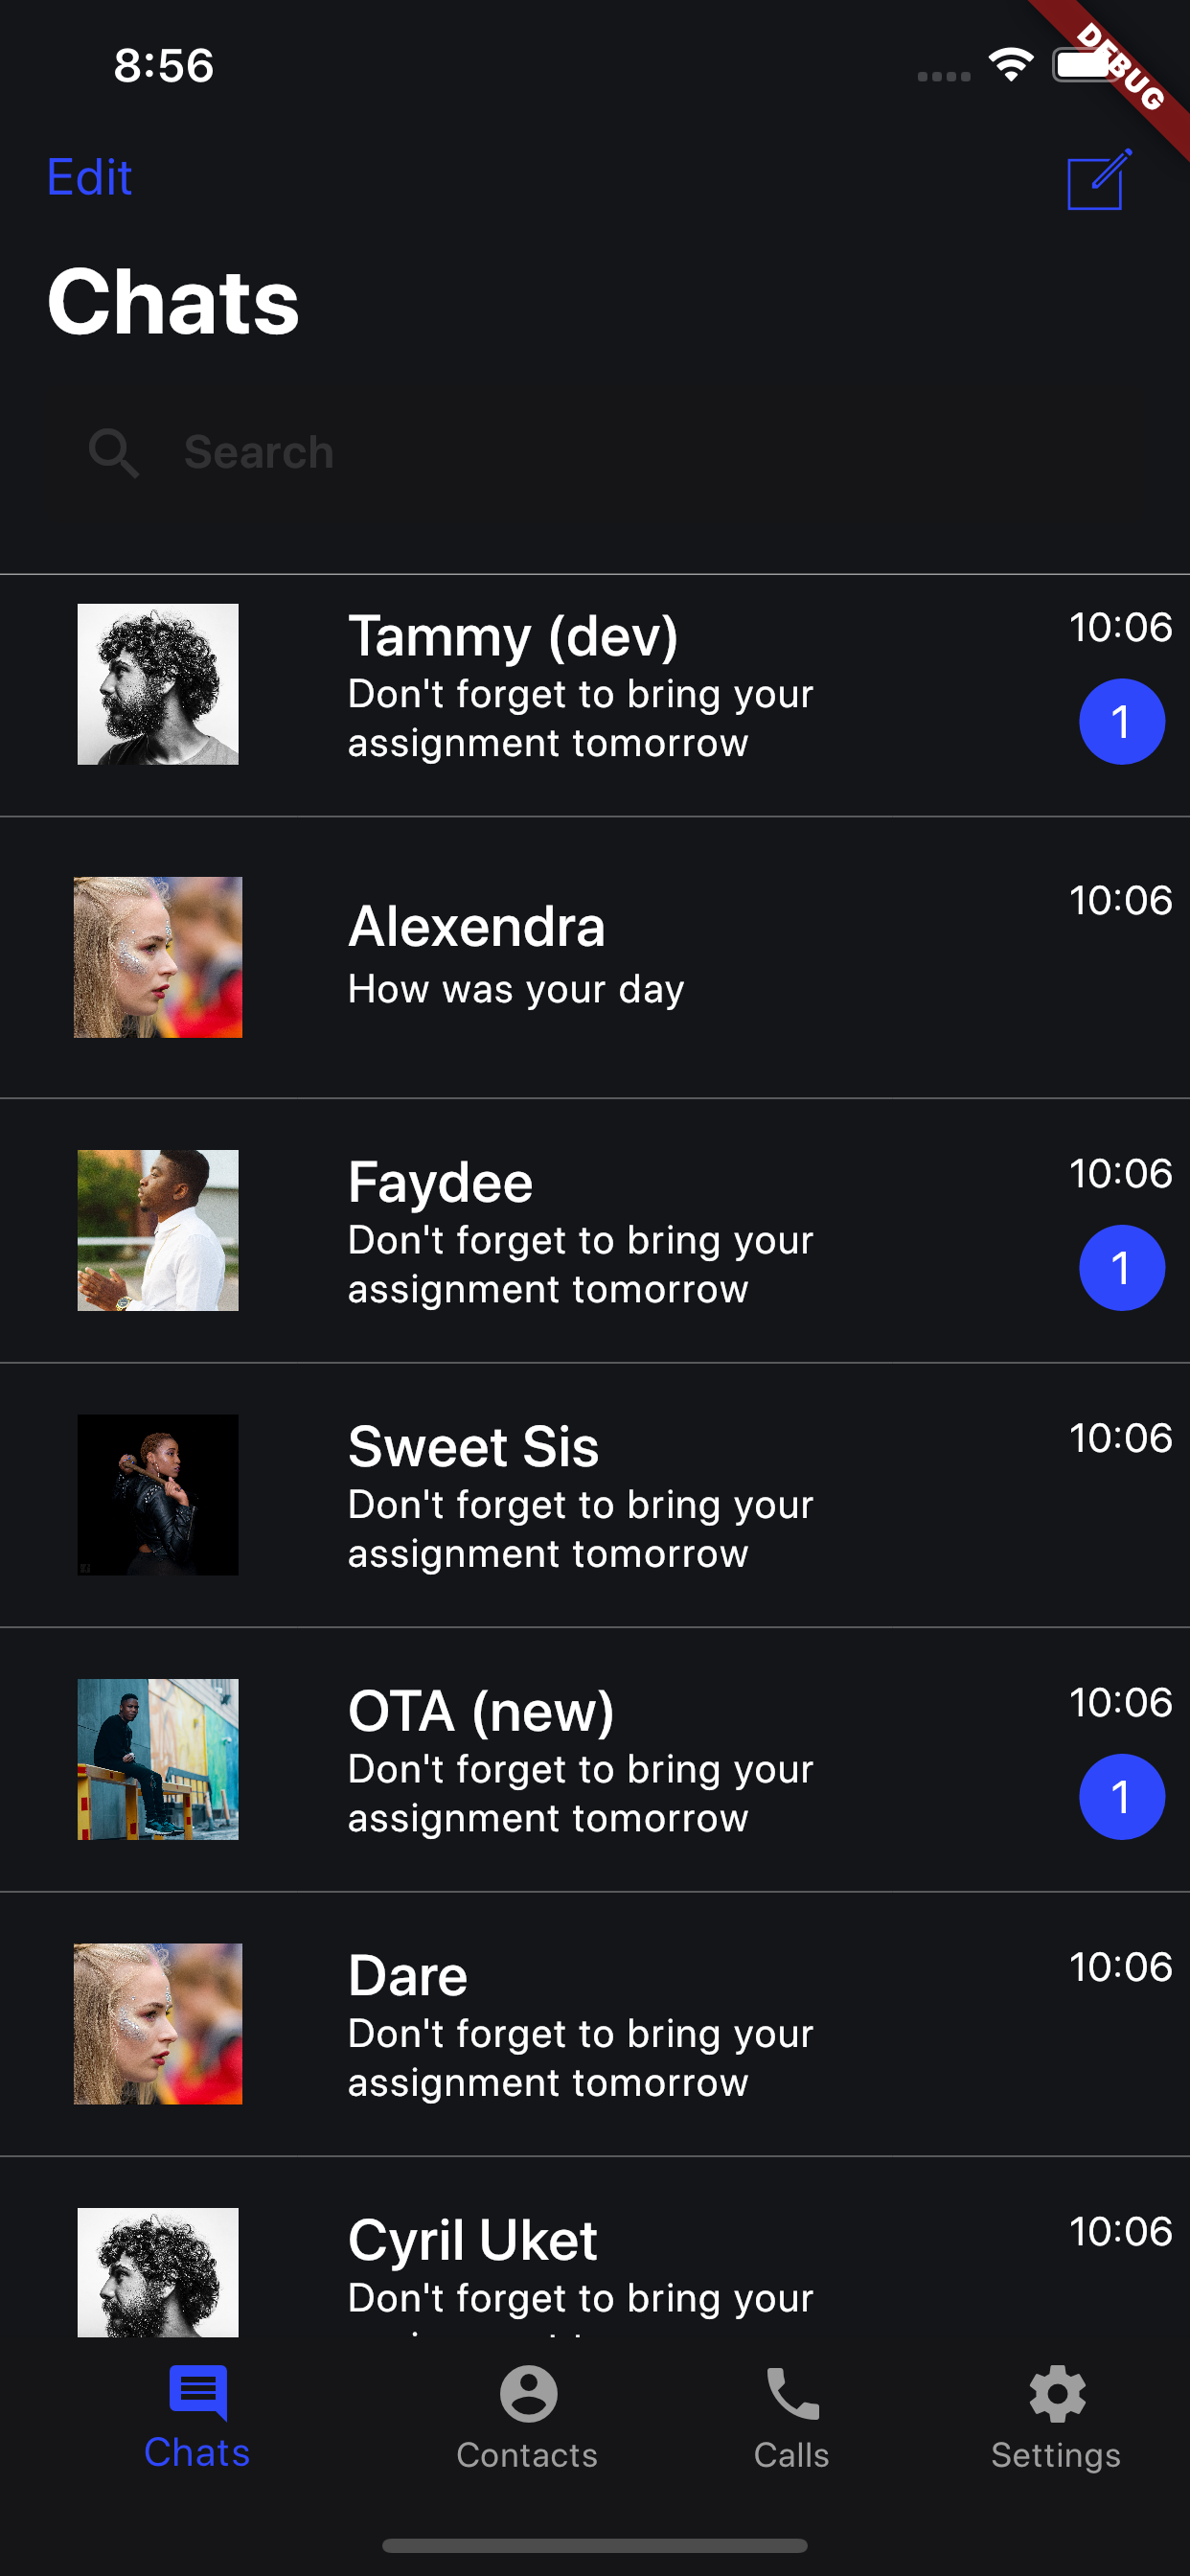 8:56
DEBUG
Edit
Chats
Search
Tammy (dev)
10:06
Don't forget to bring your
assignment tomorrow
1
Alexendra
10:06
How was your day
Faydee
10:06
Don't forget to bring your
assignment tomorrow
1
Sweet Sis
10:06
Don't forget to bring your
assignment tomorrow
OTA (new)
10:06
Don't forget to bring your
assignment tomorrow
1
Dare
10:06
Don't forget to bring your
assignment tomorrow
Cyril Uket
10:06
Don't forget to bring your
Chats
Contacts
Calls
Settings